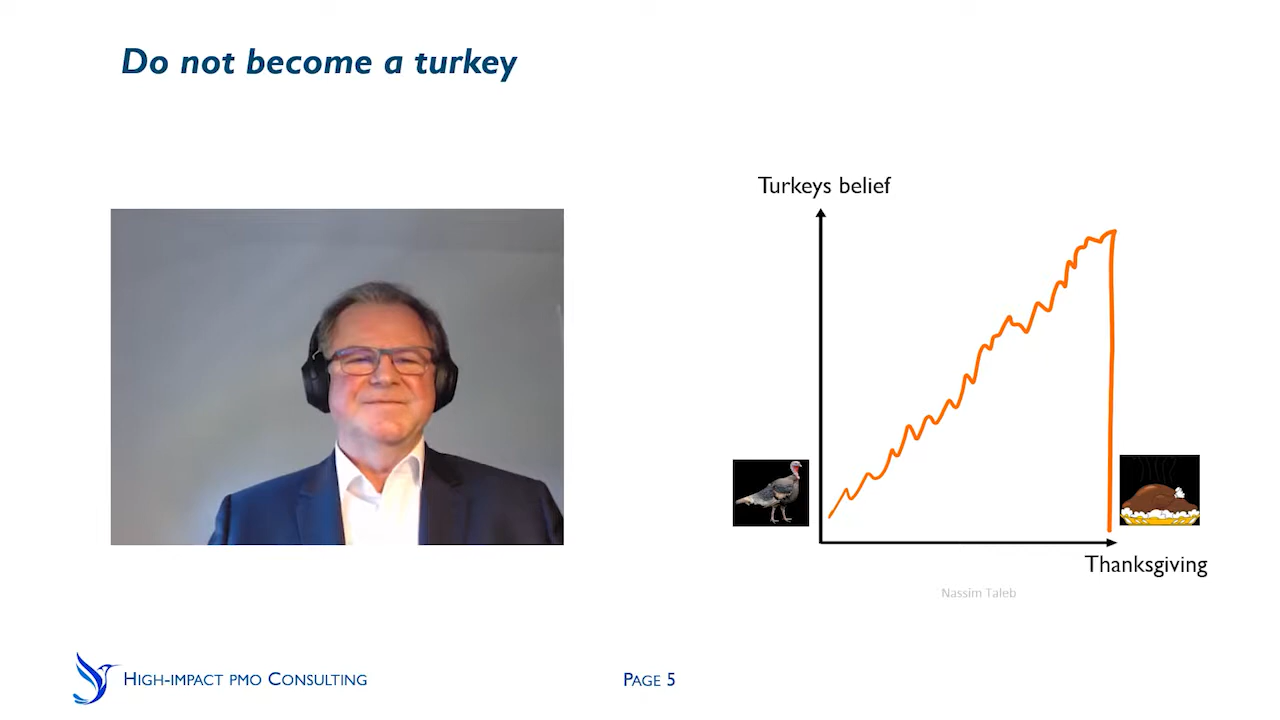 Do not become a turkey
Turkeys belief
Thanksgiving
Nassim Taleb
High-impact pmo Consulting
Page 5